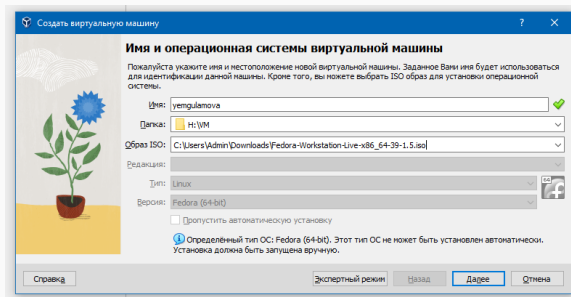 Создать виртуальную машину
Имя и операционная системы виртуальной машины
Пожалуйста укажите имя и местоположение новой виртуальной машины. Заданное Вами имя будет использоваться
для идентификации данной машины. Кроме того, вы можете выбрать ISO образ для установки операционной
системы.
Имя: yemgulamova
Папка: H:\VM
Образ ISO: C:\Users\Admin\Downloads\Fedora-Workstation-Live-x86_64-39-1.5.iso
Редакция:
Тип: Linux
64
Версия: Fedora (64-bit)
Пропустить автоматическую установку
Определённый тип ОС: Fedora (64-bit). Этот тип ОС не может быть установлен автоматически.
Установка должна быть запущена вручную.
Справка Экспертный режим Назад Далее Отмена